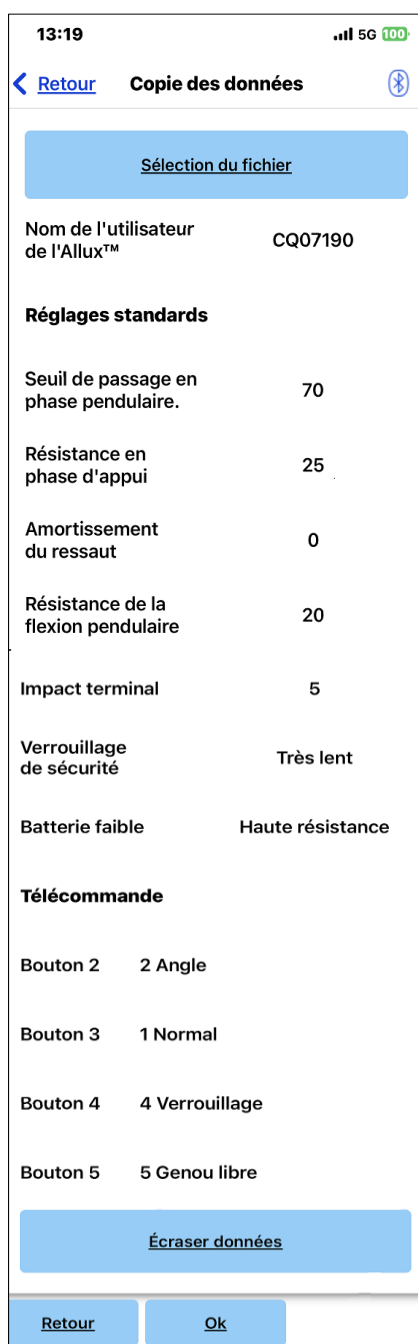 13:19 5G 100
Retour Copie des données
Sélection du fichier
Nom de l'utilisateur
de l'Allux™ CQ07190
Réglages standards
Seuil de passage en
phase pendulaire. 70
Résistance en
phase d'appui 25
Amortissement
du ressaut 0
Résistance de la
flexion pendulaire 20
Impact terminal 5
Verrouillage
de sécurité Très lent
Batterie faible Haute résistance
Télécommande
Bouton 2 2 Angle
Bouton 3 1 Normal
Bouton 4 4 Verrouillage
Bouton 5 5 Genou libre
Écraser données
Retour Ok